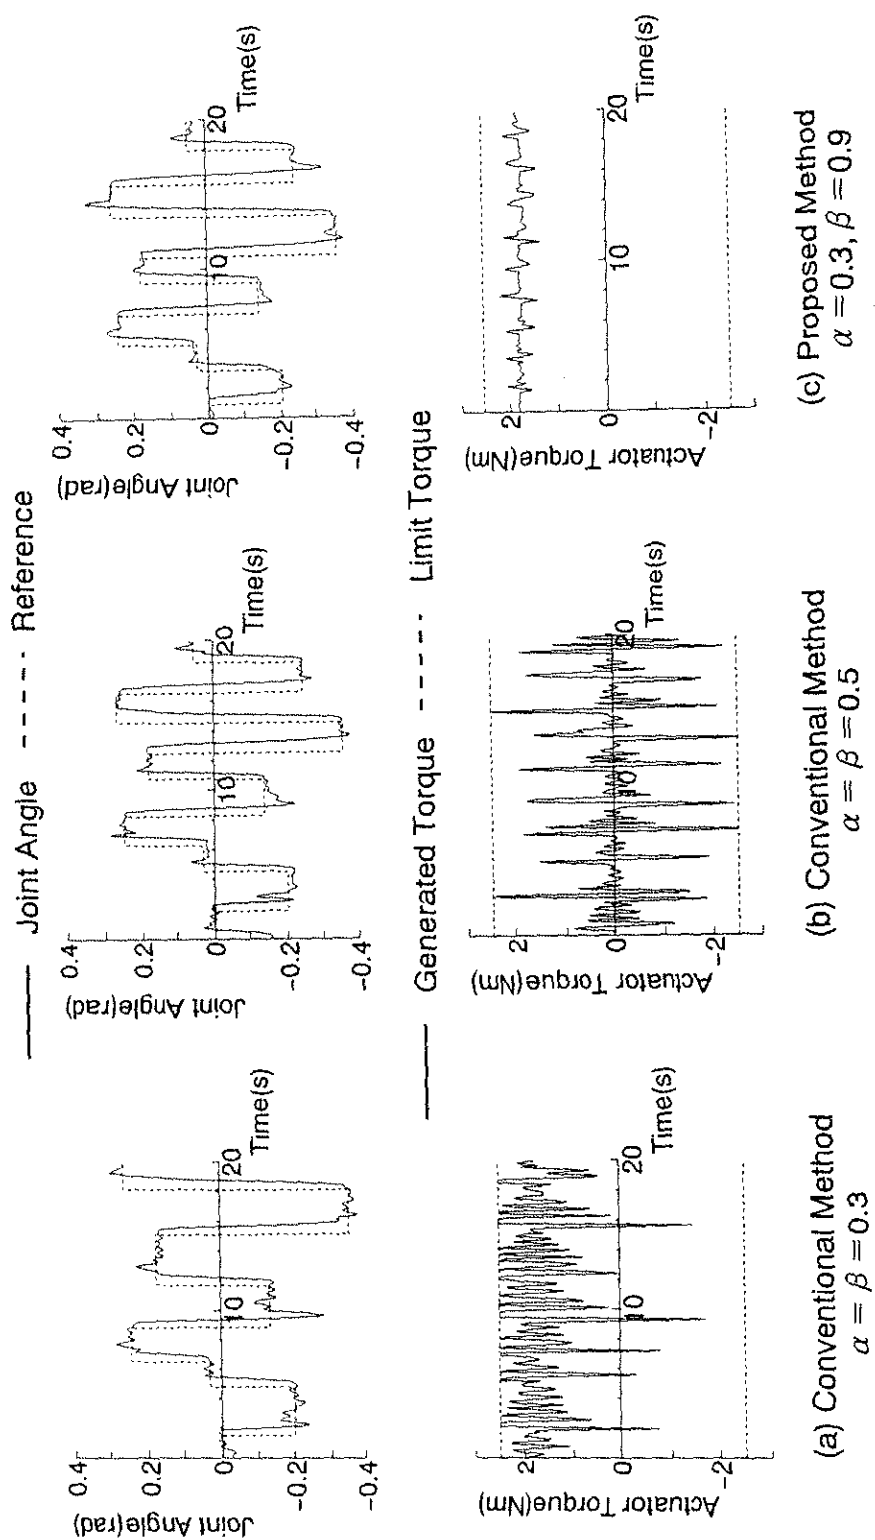 —— Joint Angle ---- Reference
Joint Angle(rad)
0.4
0.2
0
-0.2
-0.4
10
20
Time(s)
Joint Angle(rad)
0.4
0.2
0
-0.2
-0.4
10
20
Time(s)
Joint Angle(rad)
0.4
0.2
0
-0.2
-0.4
10
20
Time(s)
—— Generated Torque ---- Limit Torque
Actuator Torque(Nm)
2
0
-2
10
20
Time(s)
Actuator Torque(Nm)
2
0
-2
10
20
Time(s)
Actuator Torque(Nm)
2
0
-2
10
20
Time(s)
(a) Conventional Method
α = β = 0.3
(b) Conventional Method
α = β = 0.5
(c) Proposed Method
α = 0.3, β = 0.9